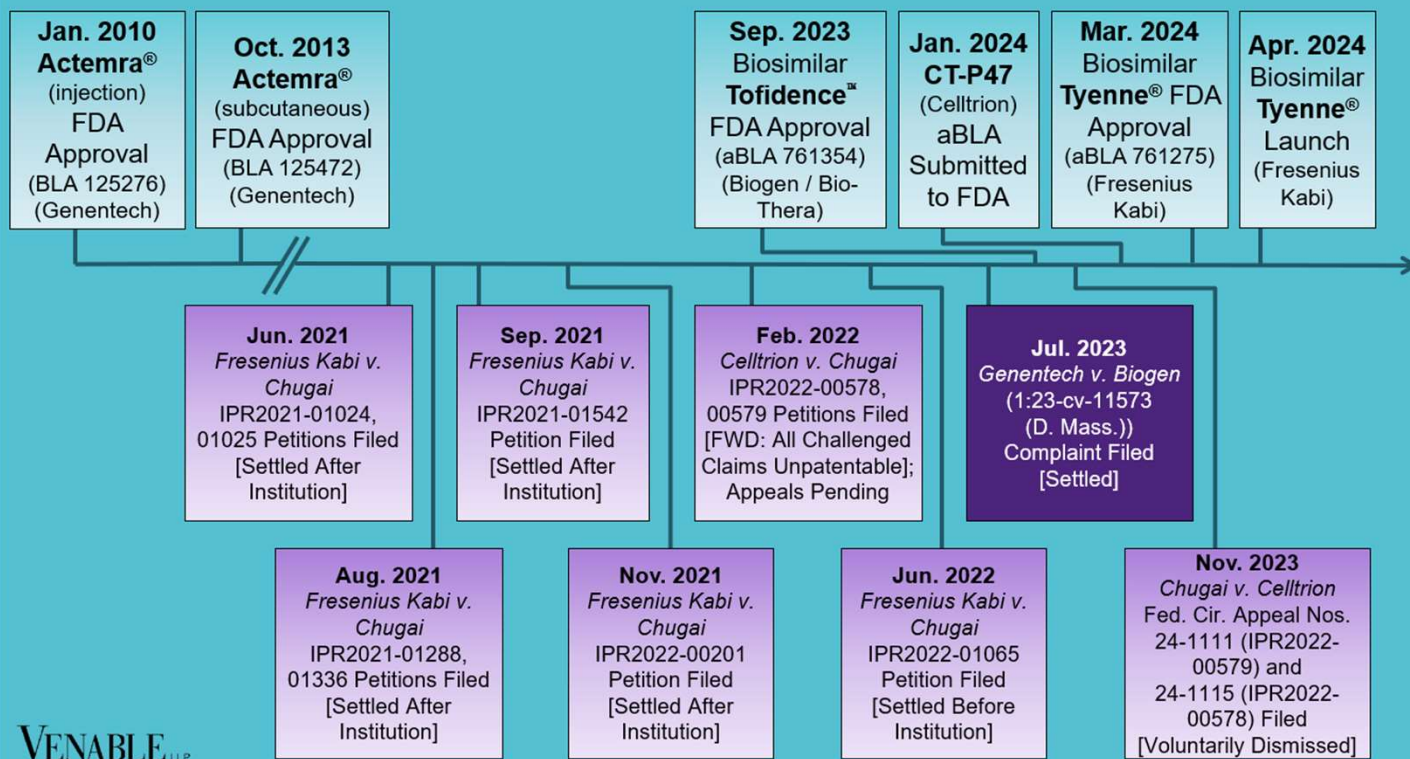 Jan. 2010
Actemra®
(injection)
FDA
Approval
(BLA 125276)
(Genentech)
Oct. 2013
Actemra®
(subcutaneous)
FDA Approval
(BLA 125472)
(Genentech)
Sep. 2023
Biosimilar
Tofidence™
FDA Approval
(aBLA 761354)
(Biogen / Bio-
Thera)
Jan. 2024
CT-P47
(Celltrion)
aBLA
Submitted
to FDA
Mar. 2024
Biosimilar
Tyenne® FDA
Approval
(aBLA 761275)
(Fresenius
Kabi)
Apr. 2024
Biosimilar
Tyenne®
Launch
(Fresenius
Kabi)
Jun. 2021
Fresenius Kabi v.
Chugai
IPR2021-01024,
01025 Petitions Filed
[Settled After
Institution]
Sep. 2021
Fresenius Kabi v.
Chugai
IPR2021-01542
Petition Filed
[Settled After
Institution]
Feb. 2022
Celltrion v. Chugai
IPR2022-00578,
00579 Petitions Filed
[FWD: All Challenged
Claims Unpatentable];
Appeals Pending
Jul. 2023
Genentech v. Biogen
(1:23-cv-11573
(D. Mass.))
Complaint Filed
[Settled]
Aug. 2021
Fresenius Kabi v.
Chugai
IPR2021-01288,
01336 Petitions Filed
[Settled After
Institution]
Nov. 2021
Fresenius Kabi v.
Chugai
IPR2022-00201
Petition Filed
[Settled After
Institution]
Jun. 2022
Fresenius Kabi v.
Chugai
IPR2022-01065
Petition Filed
[Settled Before
Institution]
Nov. 2023
Chugai v. Celltrion
Fed. Cir. Appeal Nos.
24-1111 (IPR2022-
00579) and
24-1115 (IPR2022-
00578) Filed
[Voluntarily Dismissed]
VENABLE LLP